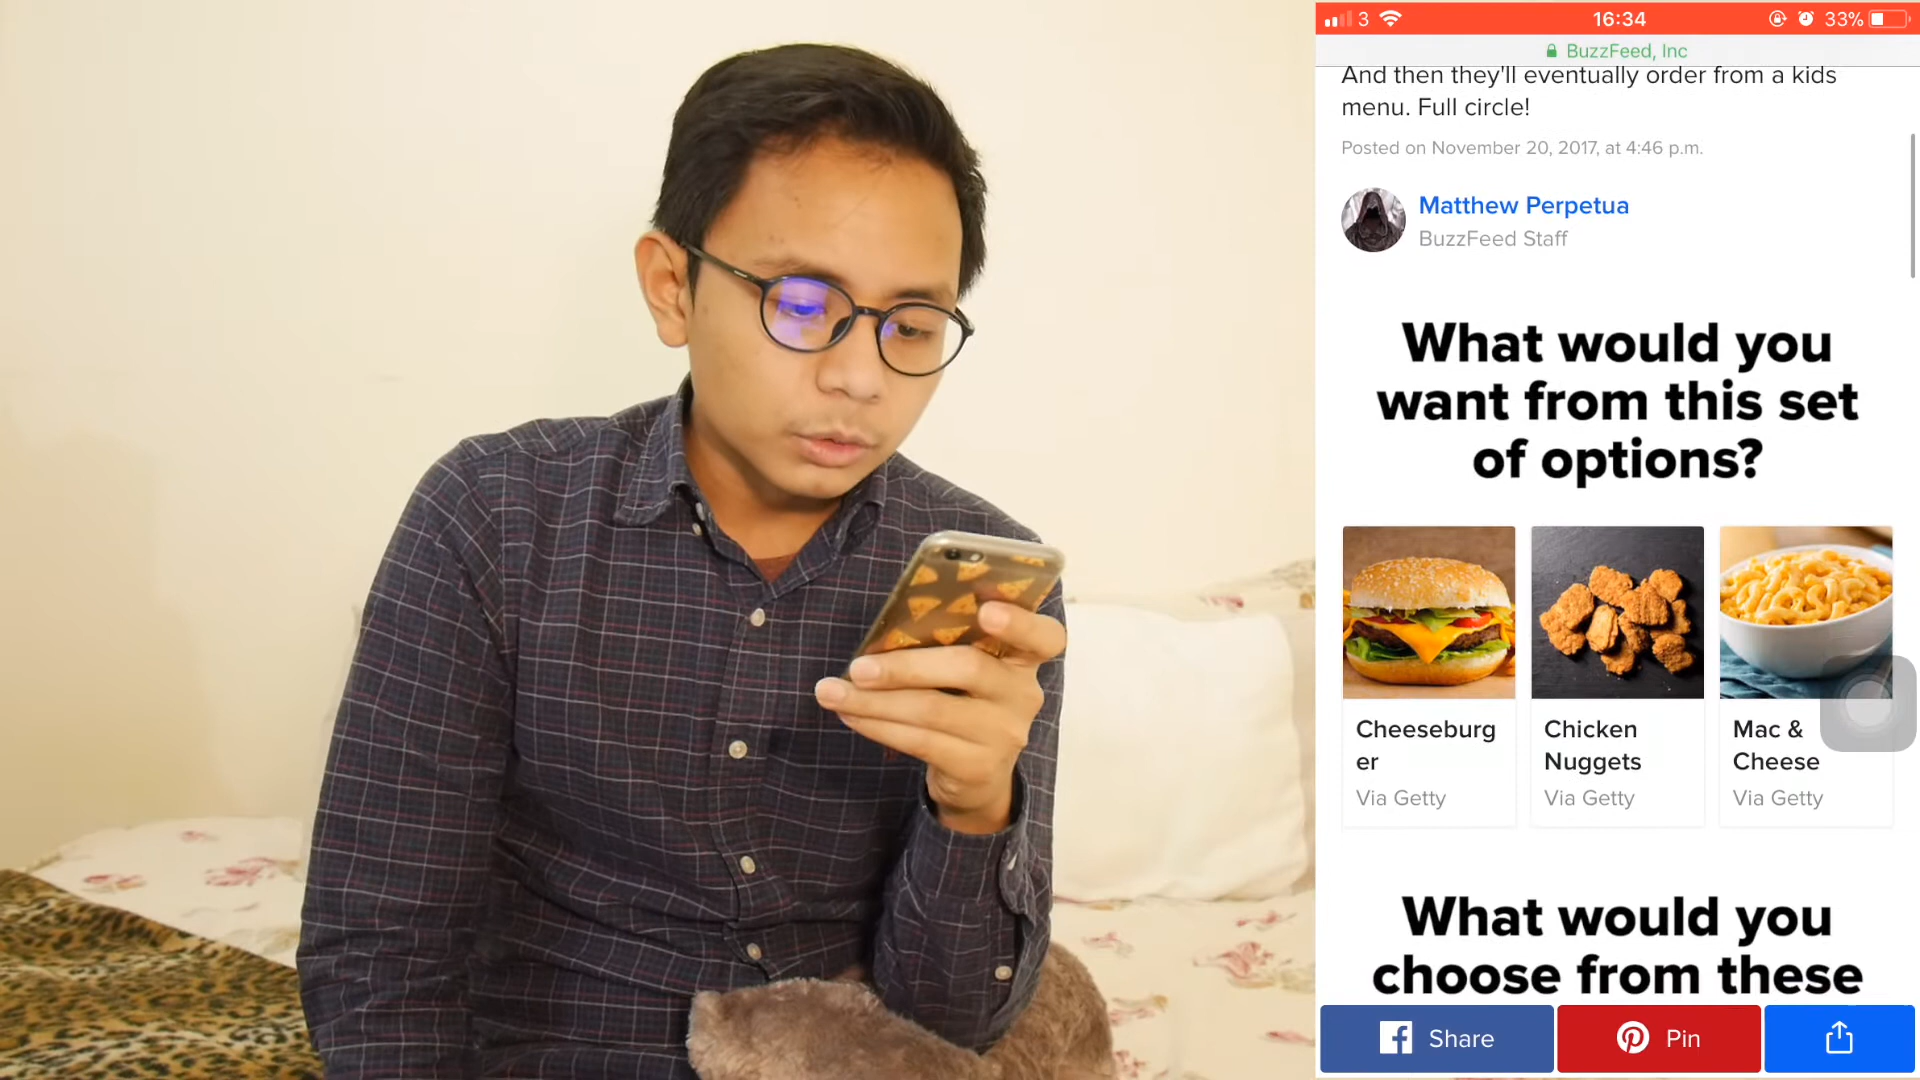 3 16:34 33%
BuzzFeed, Inc
And then they'll eventually order from a kids
menu. Full circle!
Posted on November 20, 2017, at 4:46 p.m.
Matthew Perpetua
BuzzFeed Staff
What would you
want from this set
of options?
Cheeseburg
er
Via Getty
Chicken
Nuggets
Via Getty
Mac &
Cheese
Via Getty
What would you
choose from these
Share
Pin